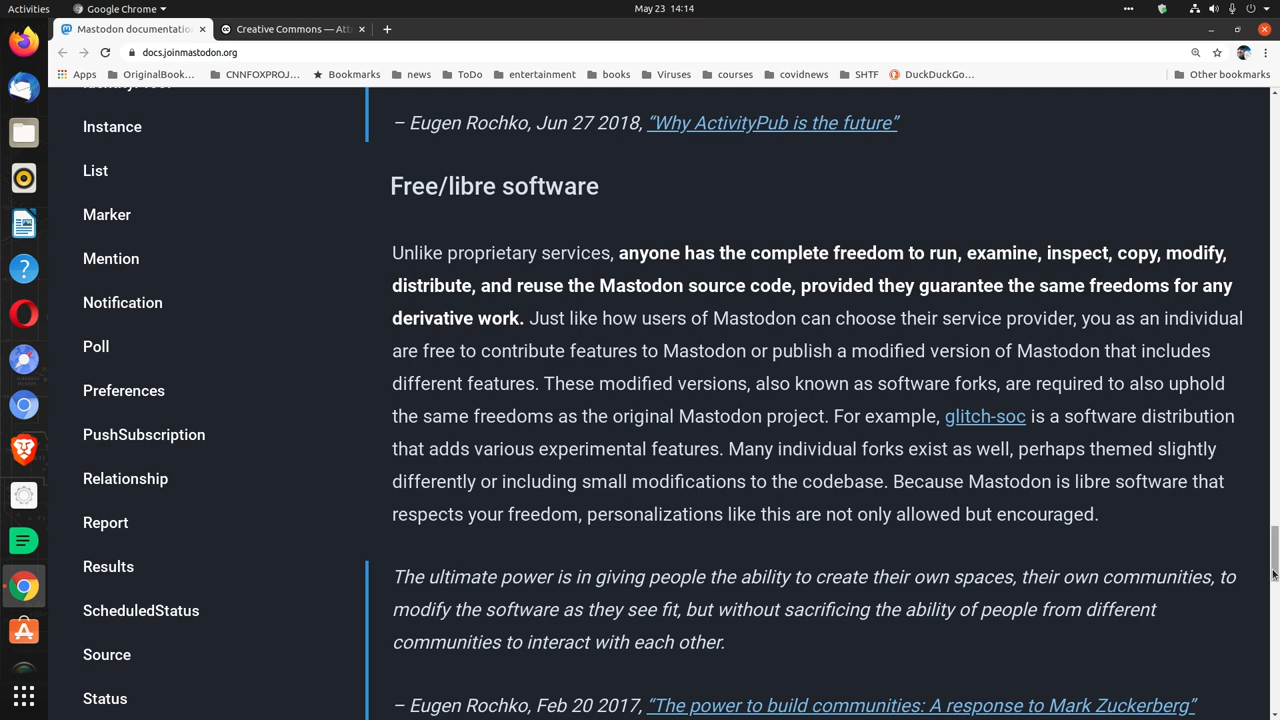 Activities
Google Chrome
May 23 14:14
Mastodon documentation
Creative Commons — Att
docs.joinmastodon.org
Apps
OriginalBook...
CNNFOXPROJ...
Bookmarks
news
ToDo
entertainment
books
Viruses
courses
covidnews
SHTF
DuckDuckGo...
Other bookmarks
IdentityProof
Instance
List
Marker
Mention
Notification
Poll
Preferences
PushSubscription
Relationship
Report
Results
ScheduledStatus
Source
Status
– Eugen Rochko, Jun 27 2018, “Why ActivityPub is the future”
Free/libre software
Unlike proprietary services, anyone has the complete freedom to run, examine, inspect, copy, modify,
distribute, and reuse the Mastodon source code, provided they guarantee the same freedoms for any
derivative work. Just like how users of Mastodon can choose their service provider, you as an individual
are free to contribute features to Mastodon or publish a modified version of Mastodon that includes
different features. These modified versions, also known as software forks, are required to also uphold
the same freedoms as the original Mastodon project. For example, glitch-soc is a software distribution
that adds various experimental features. Many individual forks exist as well, perhaps themed slightly
differently or including small modifications to the codebase. Because Mastodon is libre software that
respects your freedom, personalizations like this are not only allowed but encouraged.
The ultimate power is in giving people the ability to create their own spaces, their own communities, to
modify the software as they see fit, but without sacrificing the ability of people from different
communities to interact with each other.
– Eugen Rochko, Feb 20 2017, “The power to build communities: A response to Mark Zuckerberg”